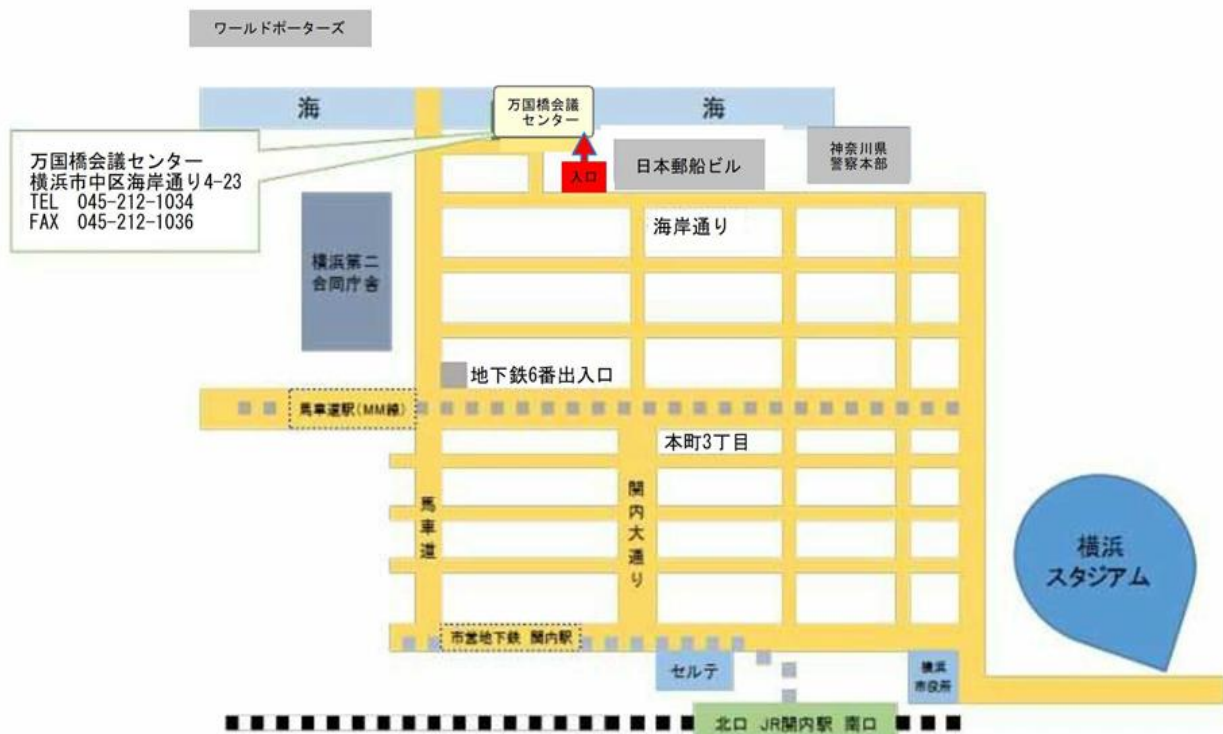 ワールドポーターズ
海
万国橋会議
センター
海
万国橋会議センター
横浜市中区海岸通り4-23
TEL 045-212-1034
FAX 045-212-1036
入口
日本郵船ビル
神奈川県
警察本部
海岸通り
横浜第二
合同庁舎
地下鉄6番出入口
馬車道駅(MM線)
本町3丁目
馬車道
関内大通り
横浜
スタジアム
市営地下鉄 関内駅
セルテ
横浜
市役所
北口 JR関内駅 南口